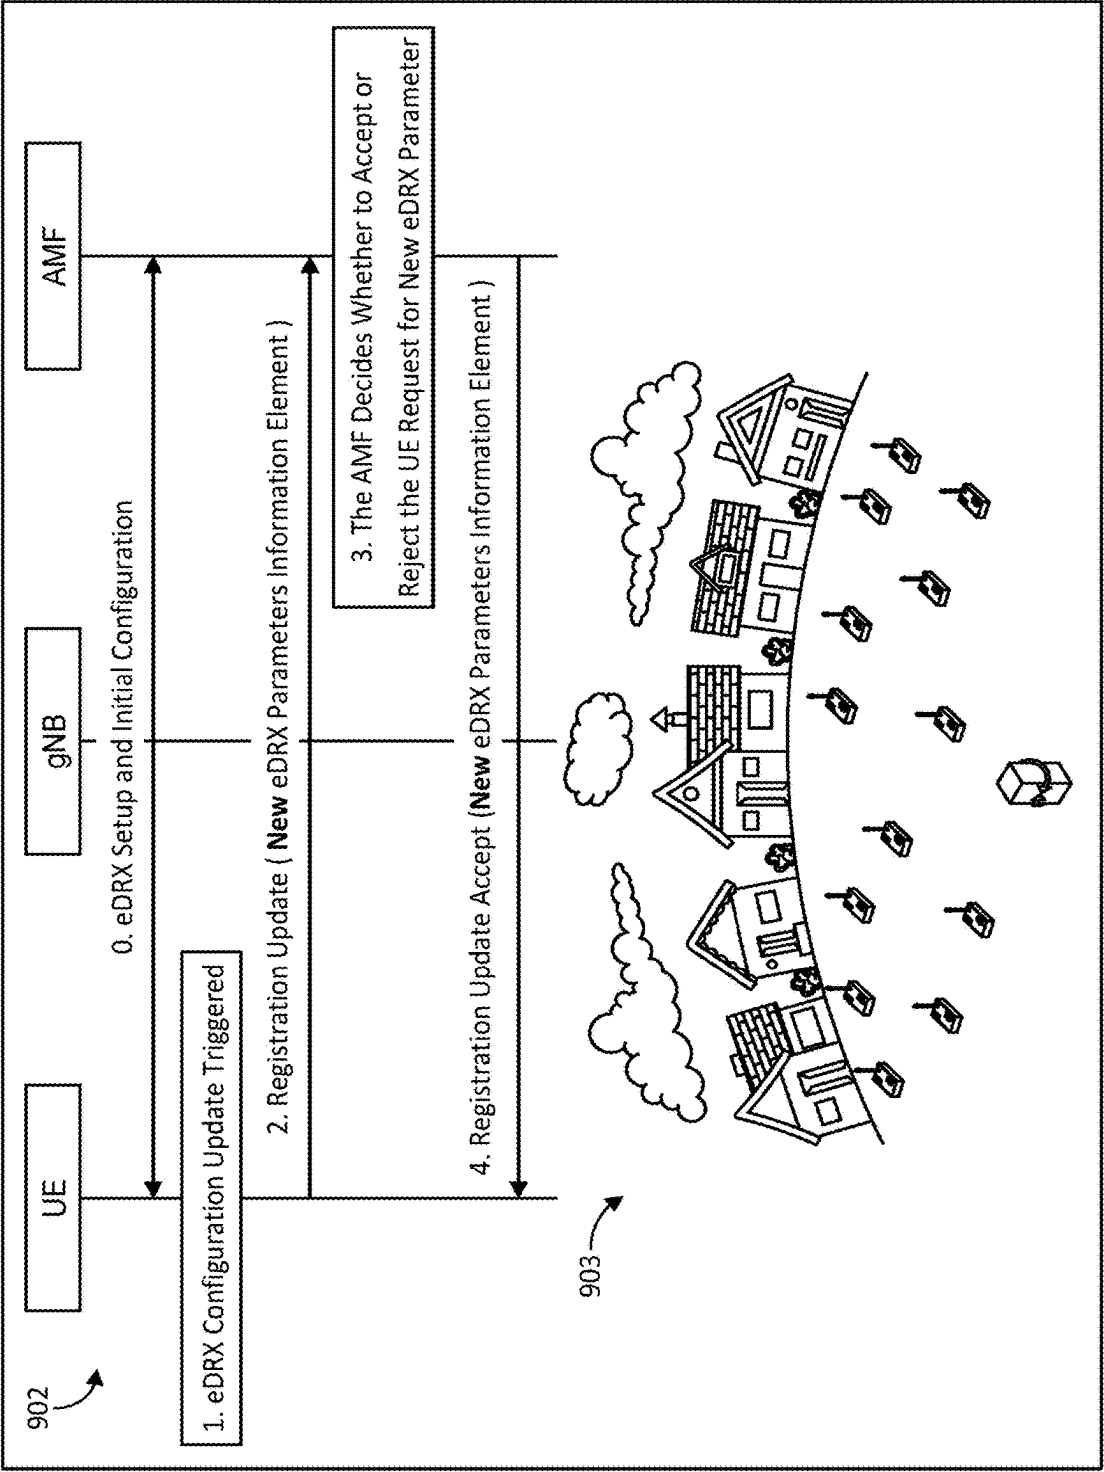 902
UE
gNB
AMF
0. eDRX Setup and Initial Configuration
1. eDRX Configuration Update Triggered
2. Registration Update ( New eDRX Parameters Information Element )
3. The AMF Decides Whether to Accept or
Reject the UE Request for New eDRX Parameter
4. Registration Update Accept (New eDRX Parameters Information Element )
903